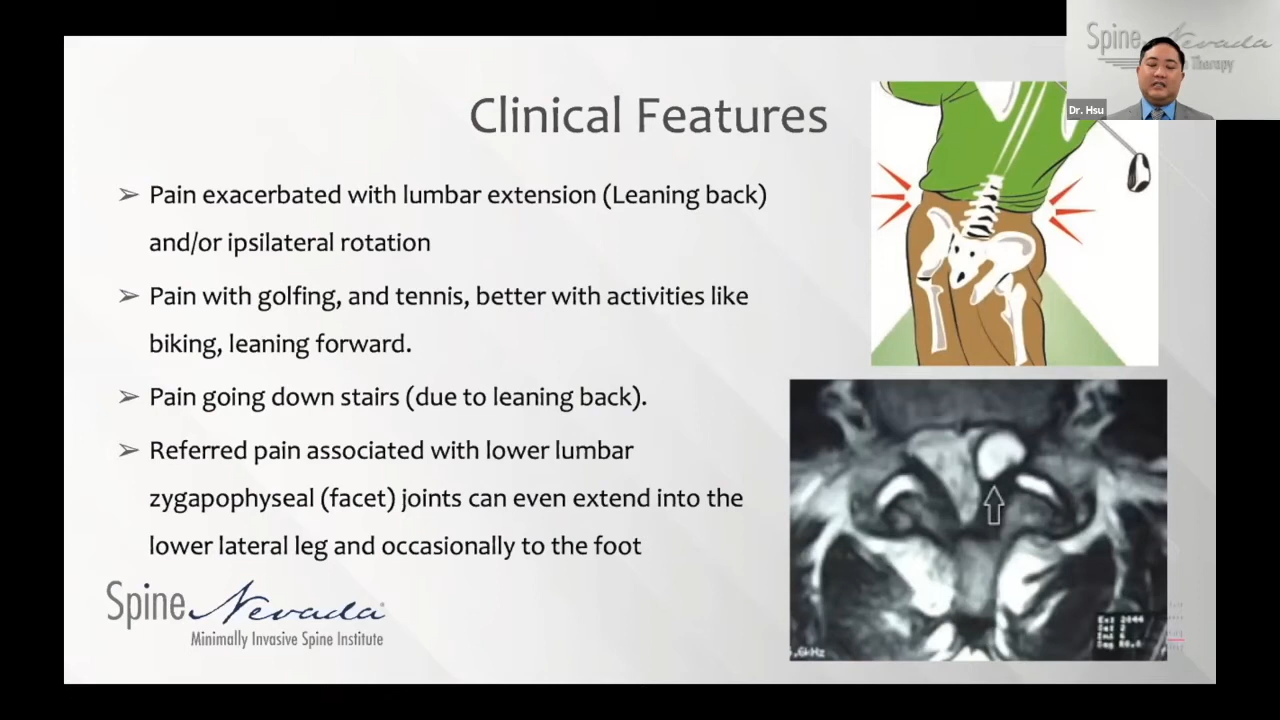 Spine Nevada
Therapy
Dr. Hsu
Clinical Features
➢ Pain exacerbated with lumbar extension (Leaning back)
and/or ipsilateral rotation
➢ Pain with golfing, and tennis, better with activities like
biking, leaning forward.
➢ Pain going down stairs (due to leaning back).
➢ Referred pain associated with lower lumbar
zygapophyseal (facet) joints can even extend into the
lower lateral leg and occasionally to the foot
Spine Nevada
Minimally Invasive Spine Institute